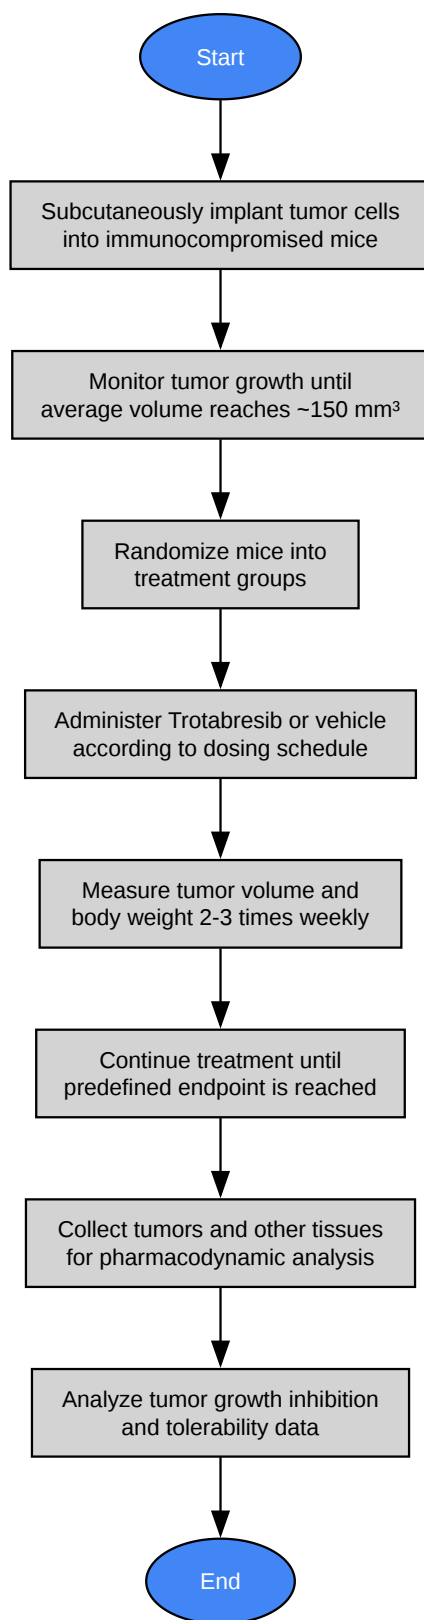 Start
Subcutaneously implant tumor cells
into immunocompromised mice
Monitor tumor growth until
average volume reaches ~150 mm³
Randomize mice into
treatment groups
Administer Trotabresib or vehicle
according to dosing schedule
Measure tumor volume and
body weight 2-3 times weekly
Continue treatment until
predefined endpoint is reached
Collect tumors and other tissues
for pharmacodynamic analysis
Analyze tumor growth inhibition
and tolerability data
End